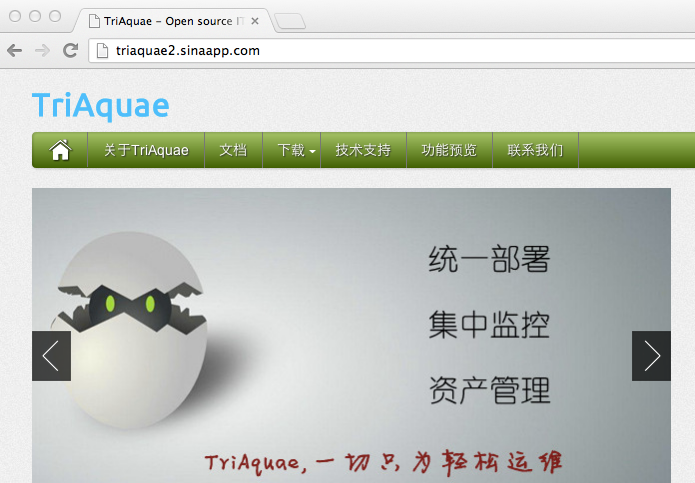 TriAquae - Open source IT
triaquae2.sinaapp.com
TriAquae
关于TriAquae 文档 下载 技术支持 功能预览 联系我们
统一部署
集中监控
资产管理
TriAquae,一切只为轻松运维